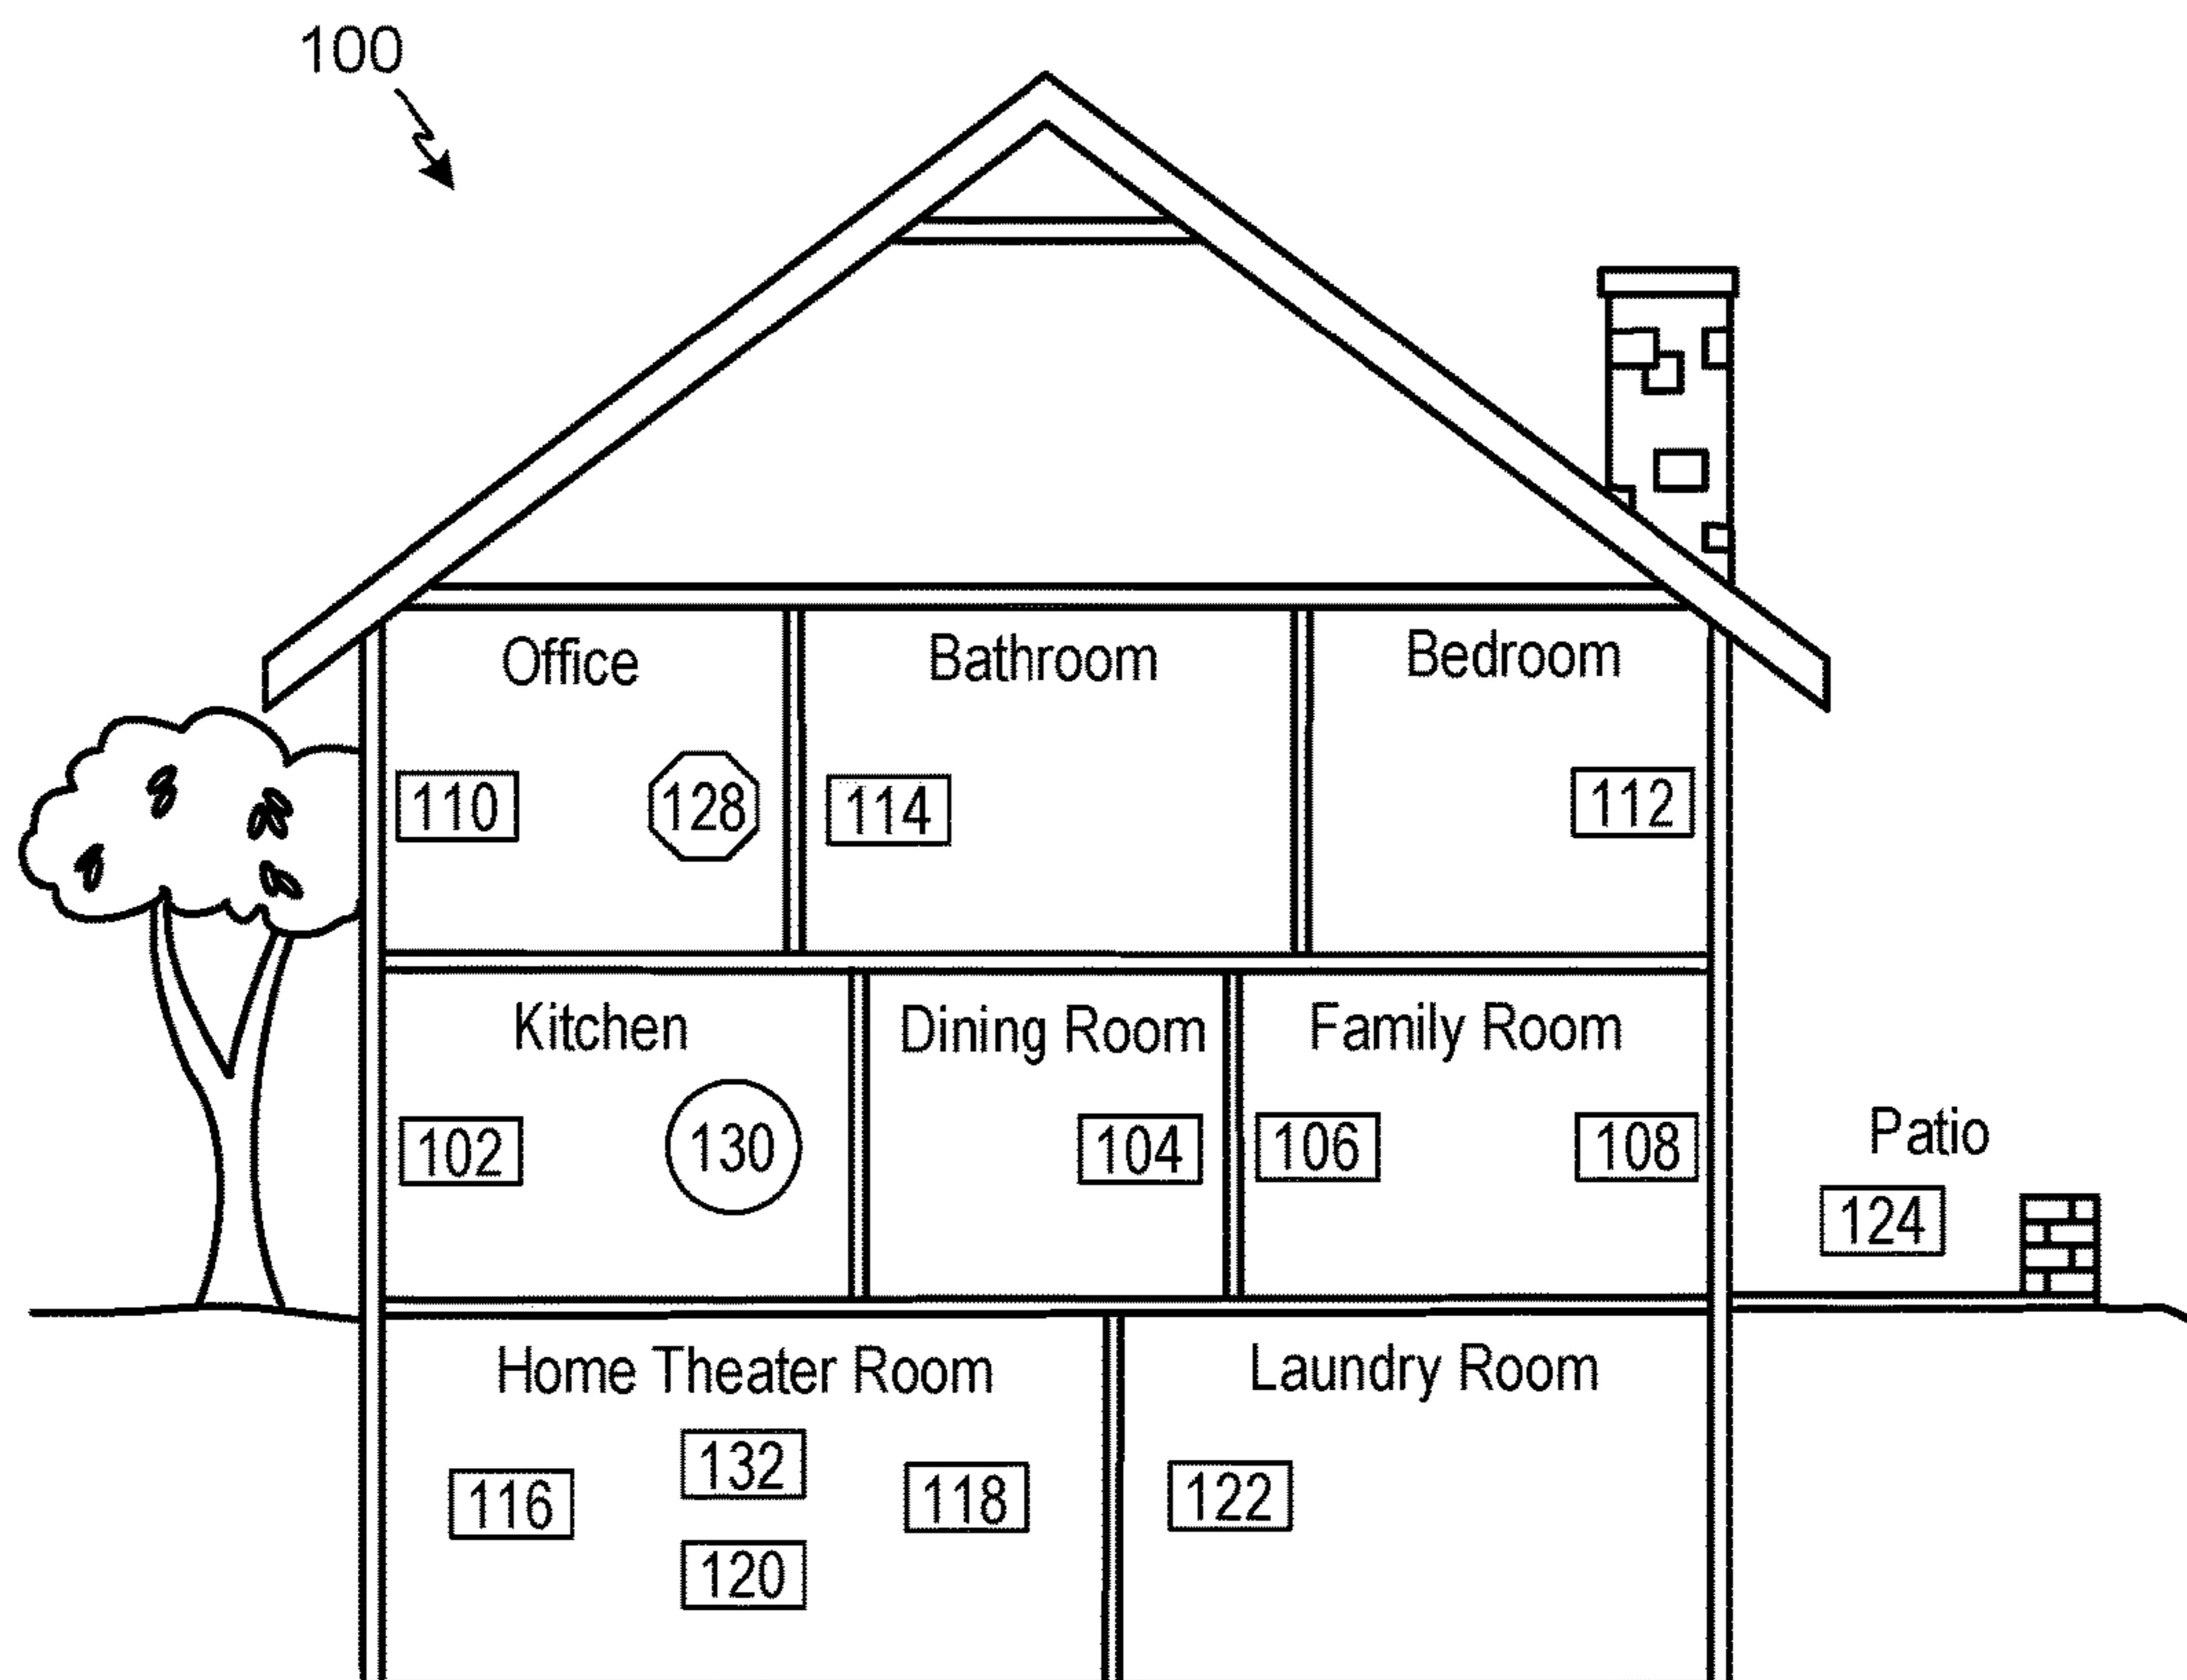 100
Office
Bathroom
Bedroom
110
128
114
112
Kitchen
Dining Room
Family Room
102
130
104
106
108
Patio
124
Home Theater Room
Laundry Room
132
116
118
122
120